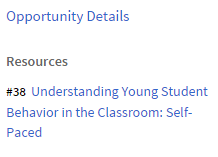 Opportunity Details
Resources
#38 Understanding Young Student
Behavior in the Classroom: Self-
Paced